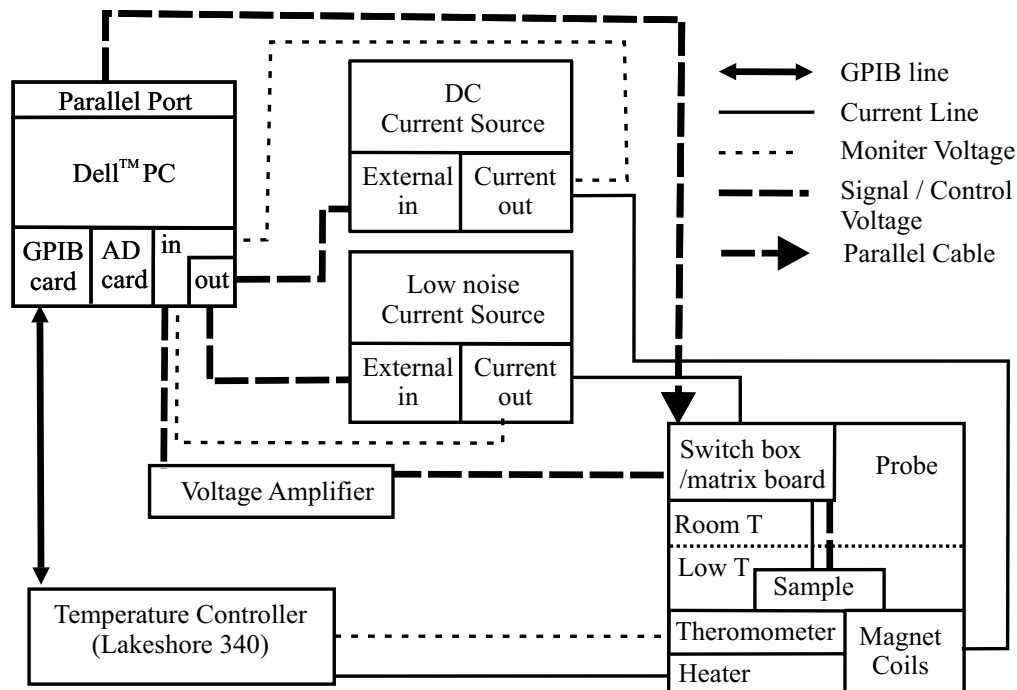 Parallel Port
Dell™ PC
GPIB
card
AD
card
in
out
DC
Current Source
External
in
Current
out
Low noise
Current Source
External
in
Current
out
GPIB line
Current Line
Moniter Voltage
Signal / Control
Voltage
Parallel Cable
Voltage Amplifier
Switch box
/matrix board
Probe
Room T
Low T
Sample
Theromometer
Heater
Magnet
Coils
Temperature Controller
(Lakeshore 340)